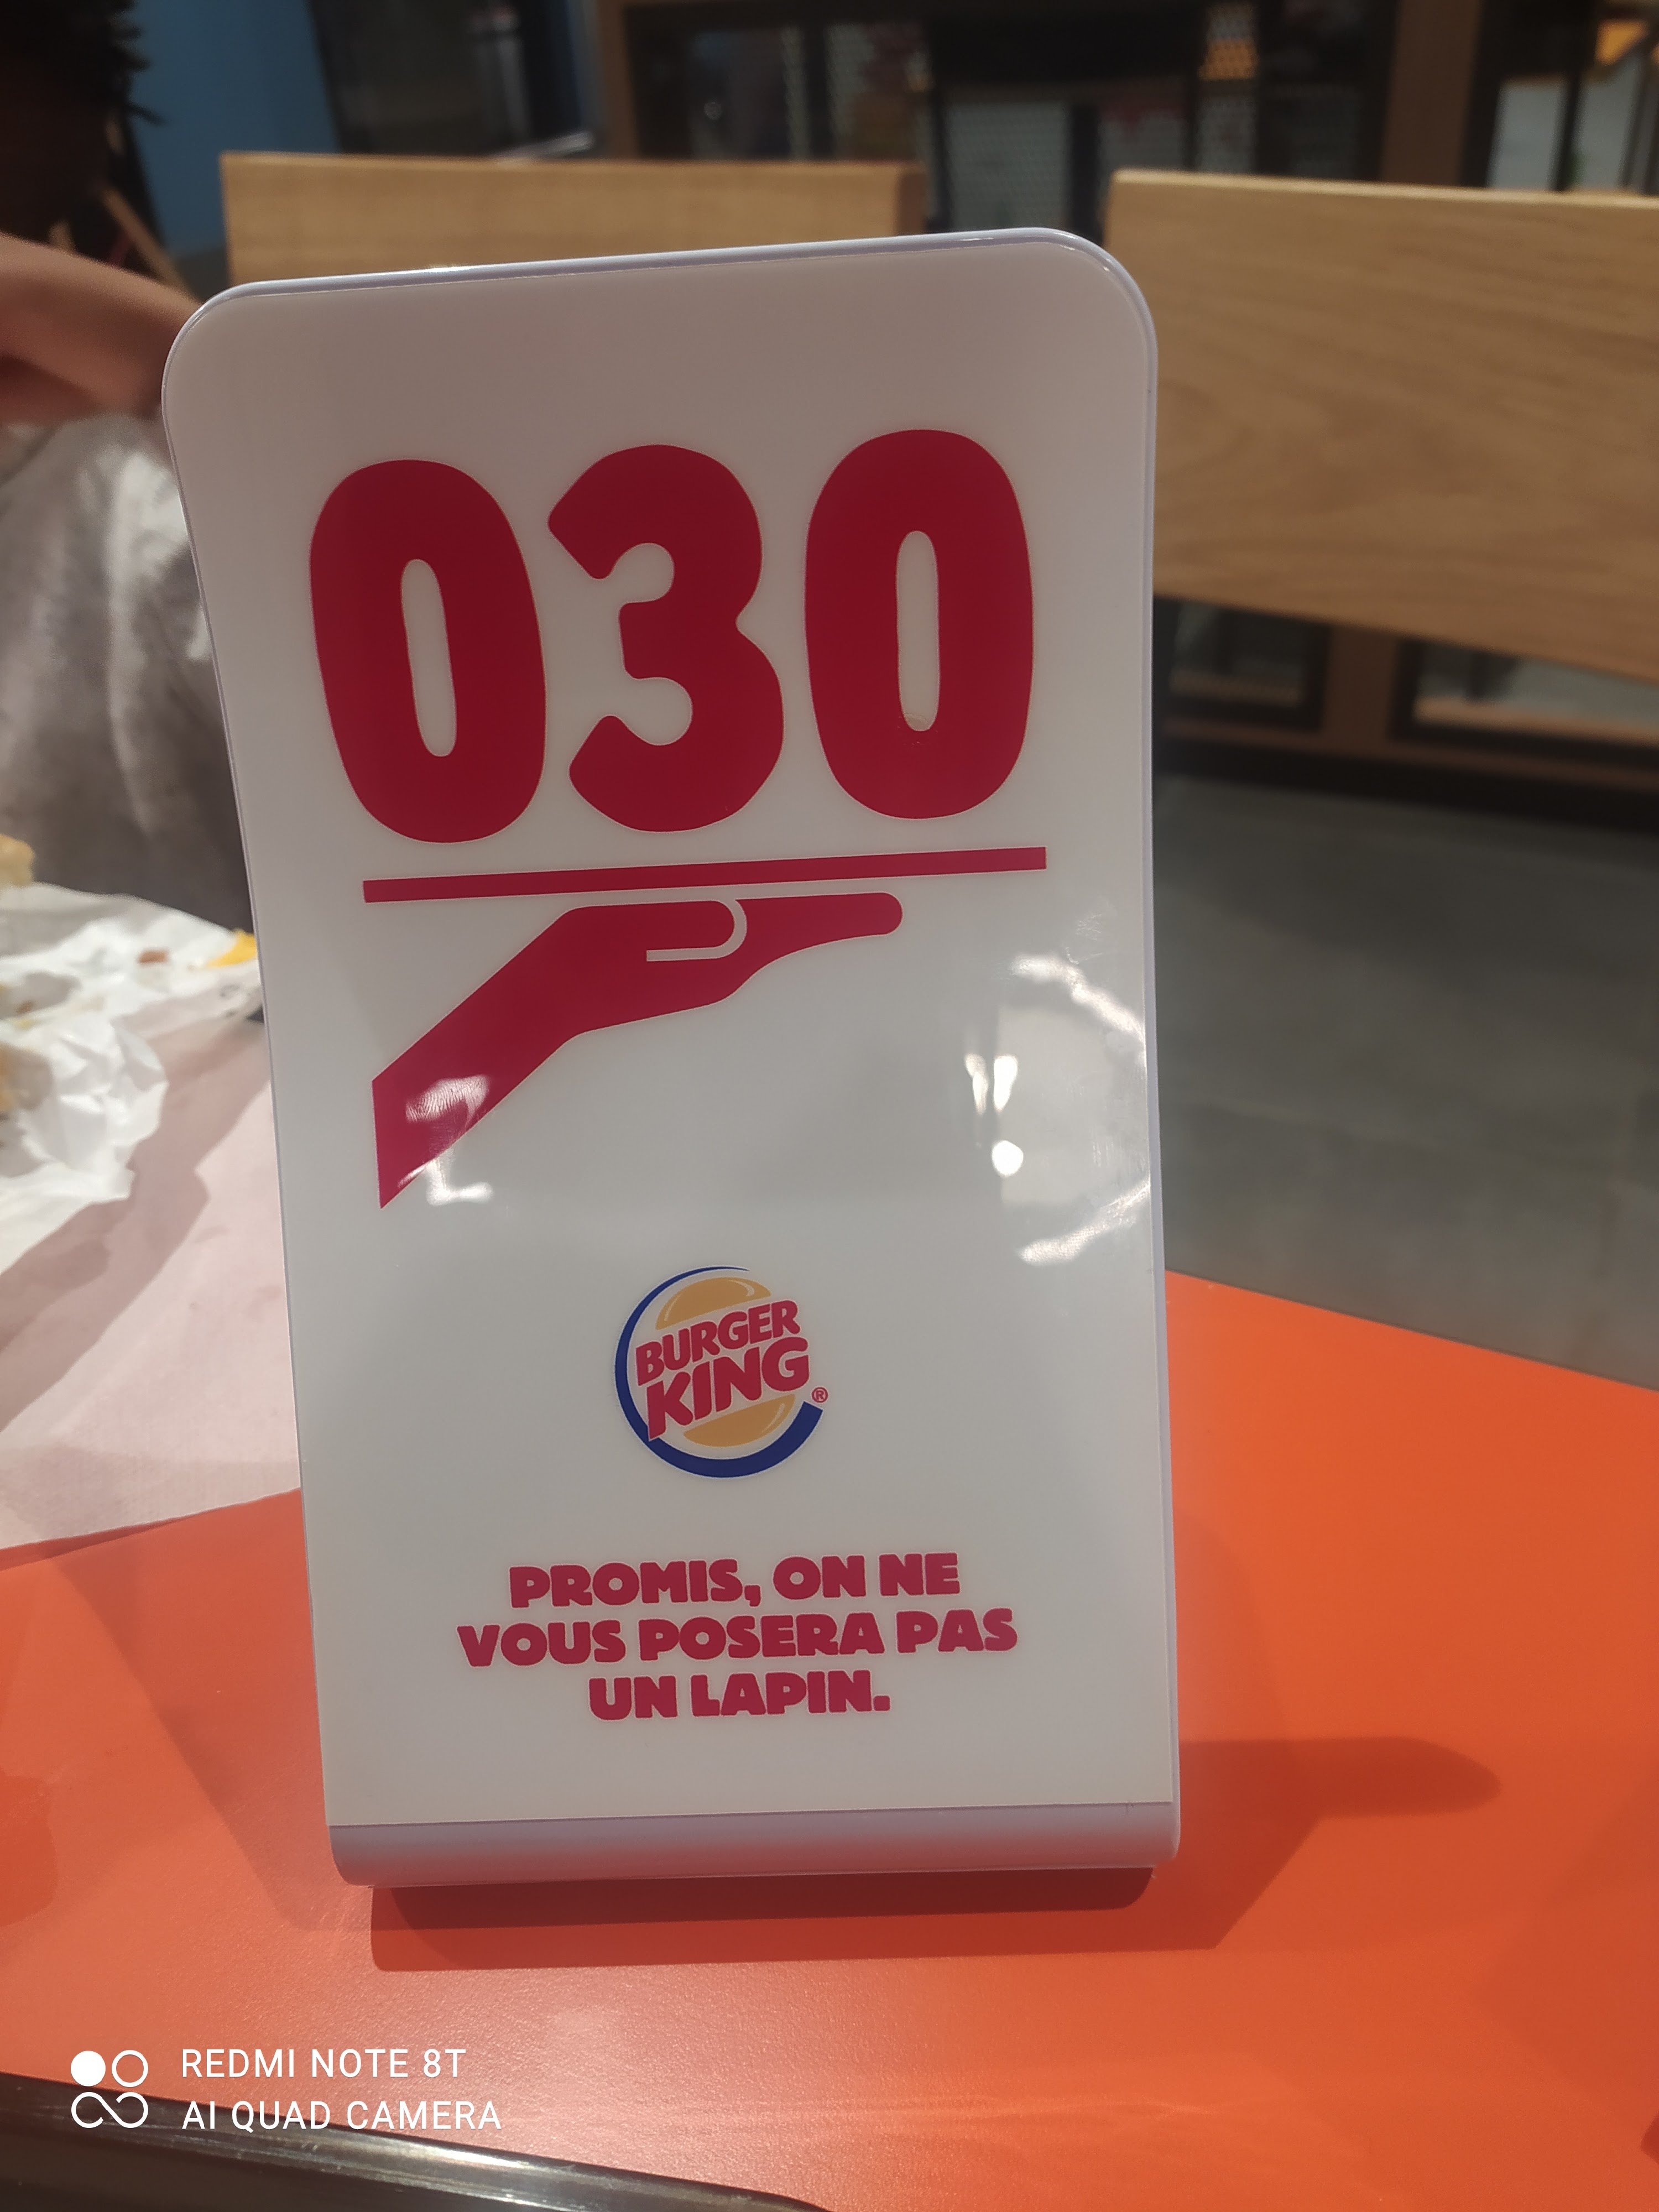 030
BURGER
KING®
PROMIS, ON NE
VOUS POSERA PAS
UN LAPIN.
REDMI NOTE 8T
AI QUAD CAMERA